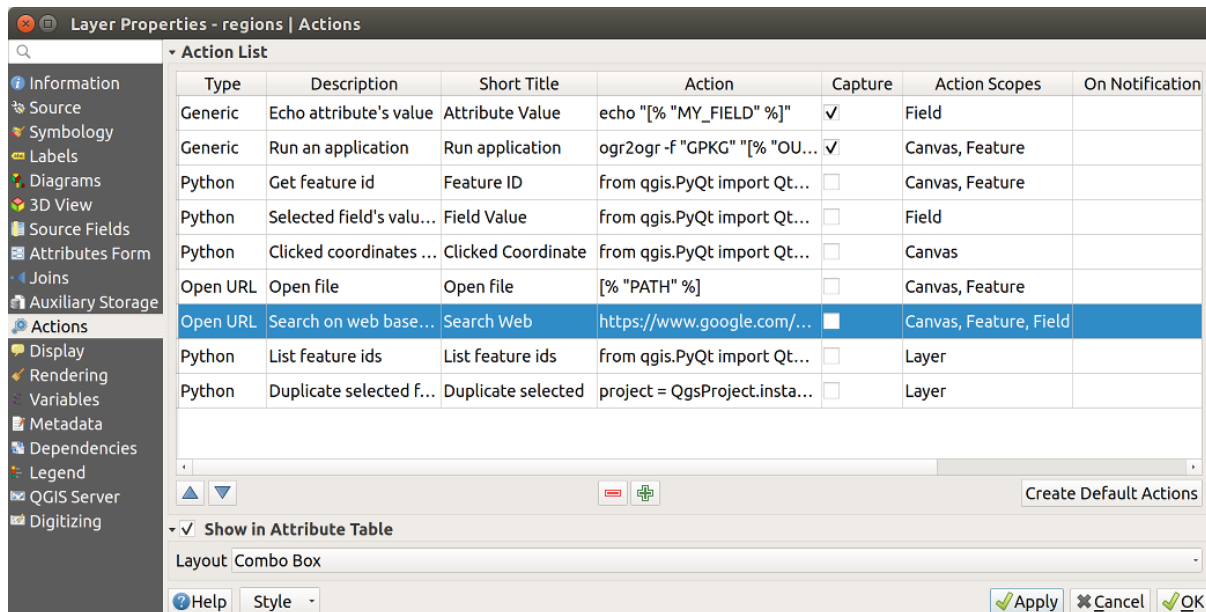 Layer Properties - regions | Actions
Information
Source
Symbology
Labels
Diagrams
3D View
Source Fields
Attributes Form
Joins
Auxiliary Storage
Actions
Display
Rendering
Variables
Metadata
Dependencies
Legend
QGIS Server
Digitizing
Action List
Type Description Short Title Action Capture Action Scopes On Notification
Generic Echo attribute's value Attribute Value echo "[% "MY_FIELD" %]" Field
Generic Run an application Run application ogr2ogr -f "GPKG" "[% "OU... Canvas, Feature
Python Get feature id Feature ID from qgis.PyQt import Qt... Canvas, Feature
Python Selected field's valu... Field Value from qgis.PyQt import Qt... Field
Python Clicked coordinates ... Clicked Coordinate from qgis.PyQt import Qt... Canvas
Open URL Open file Open file [% "PATH" %] Canvas, Feature
Open URL Search on web base... Search Web https://www.google.com/... Canvas, Feature, Field
Python List feature ids List feature ids from qgis.PyQt import Qt... Layer
Python Duplicate selected f... Duplicate selected project = QgsProject.insta... Layer
Create Default Actions
Show in Attribute Table
Layout Combo Box
Help Style Apply Cancel OK